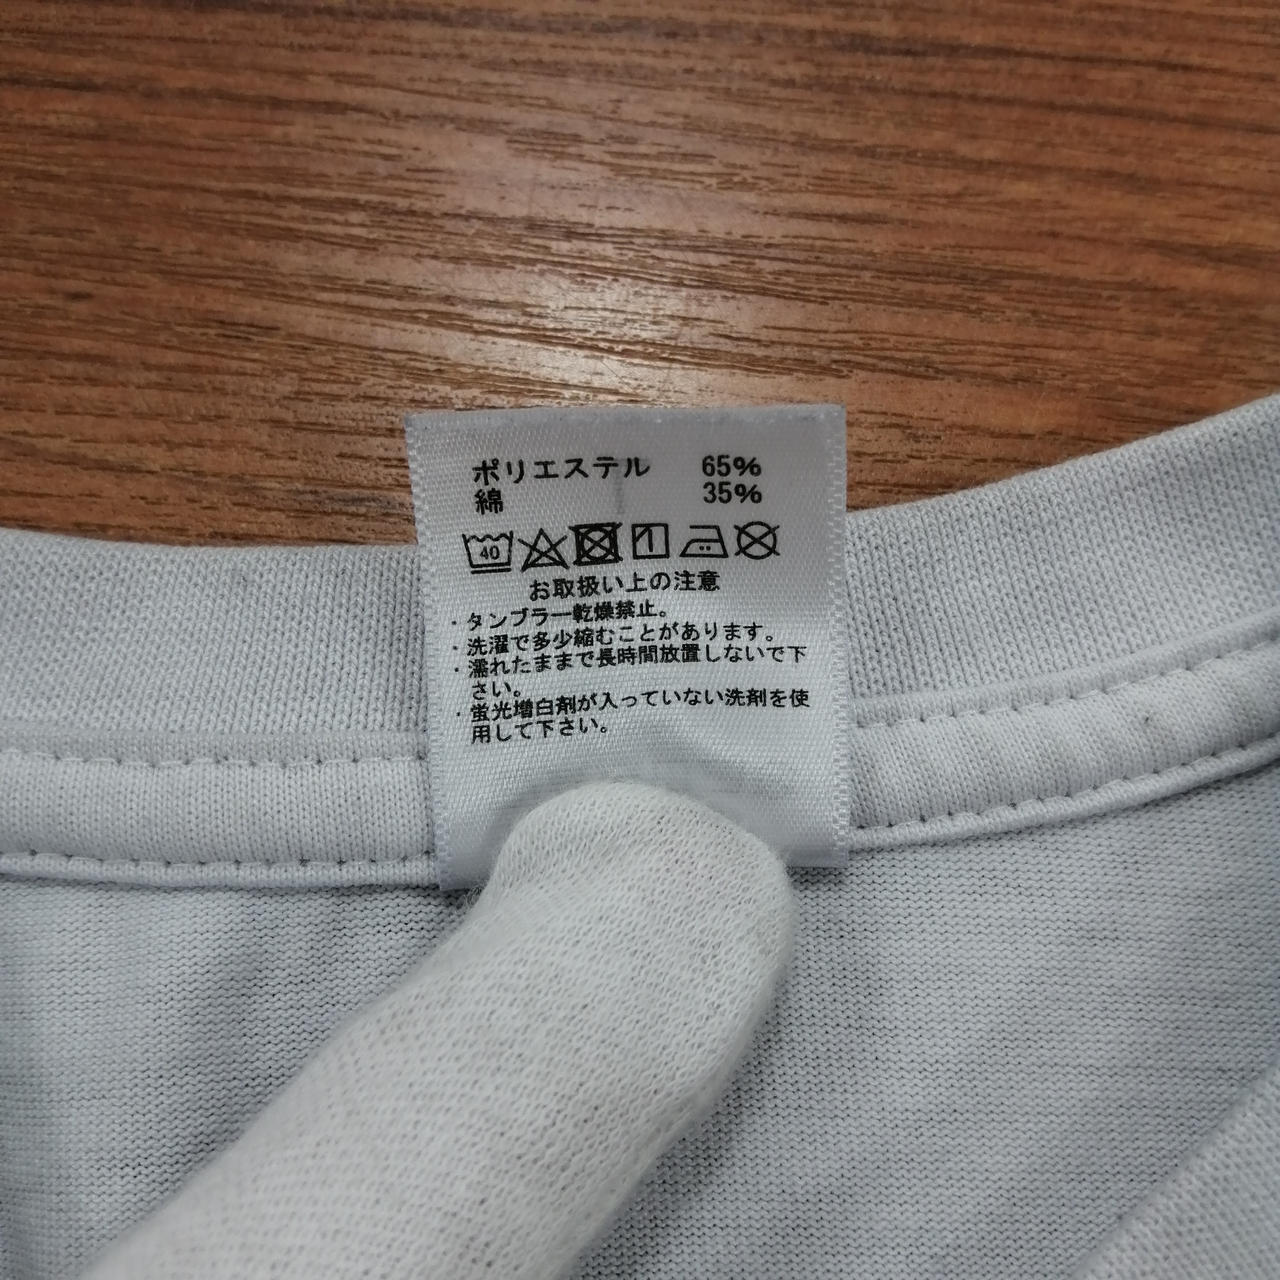 ポリエステル 65%
綿 35%
40
お取扱い上の注意
・タンブラー乾燥禁止。
・洗濯で多少縮むことがあります。
・濡れたままで長時間放置しないで下
さい。
・蛍光増白剤が入っていない洗剤を使
用して下さい。